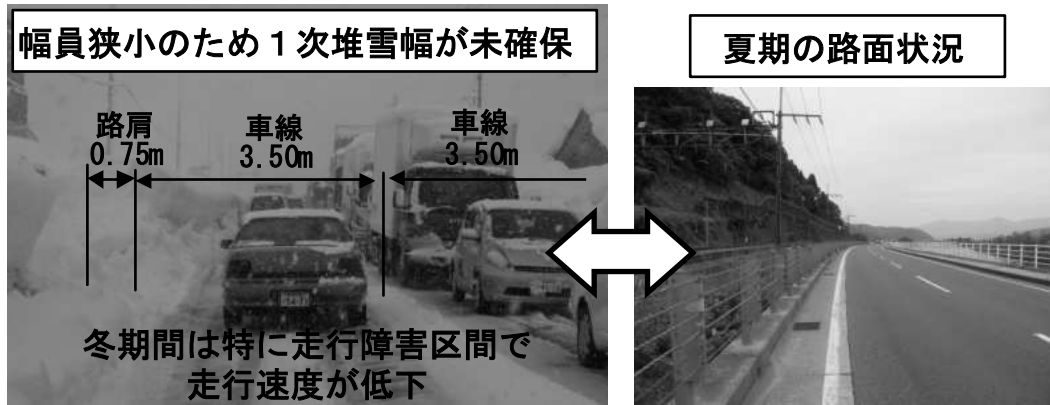 幅員狭小のため１次堆雪幅が未確保
夏期の路面状況
路肩
0.75m
車線
3.50m
車線
3.50m
冬期間は特に走行障害区間で
走行速度が低下